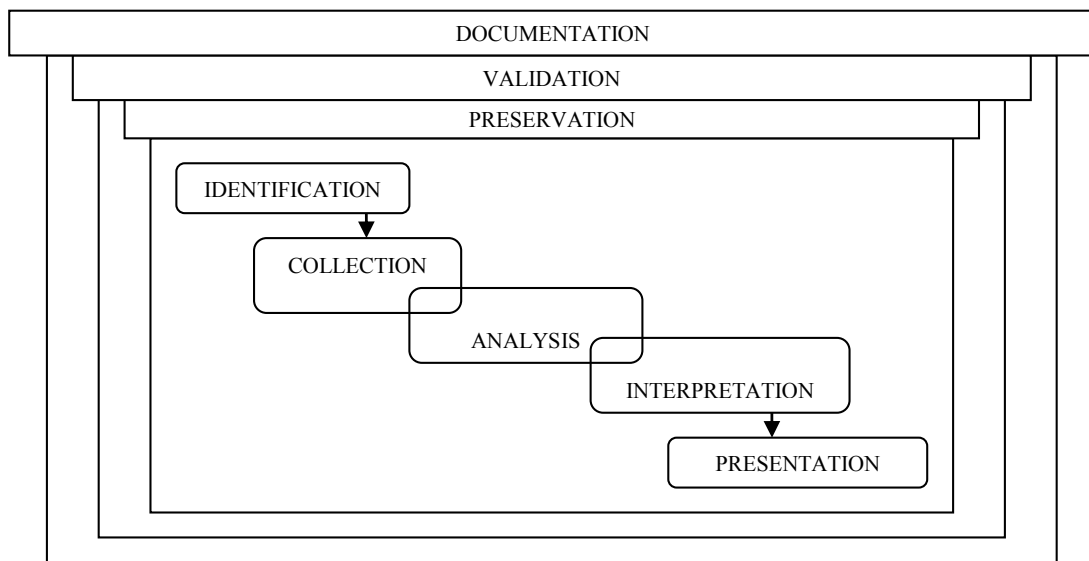 DOCUMENTATION
VALIDATION
PRESERVATION
IDENTIFICATION
COLLECTION
ANALYSIS
INTERPRETATION
PRESENTATION